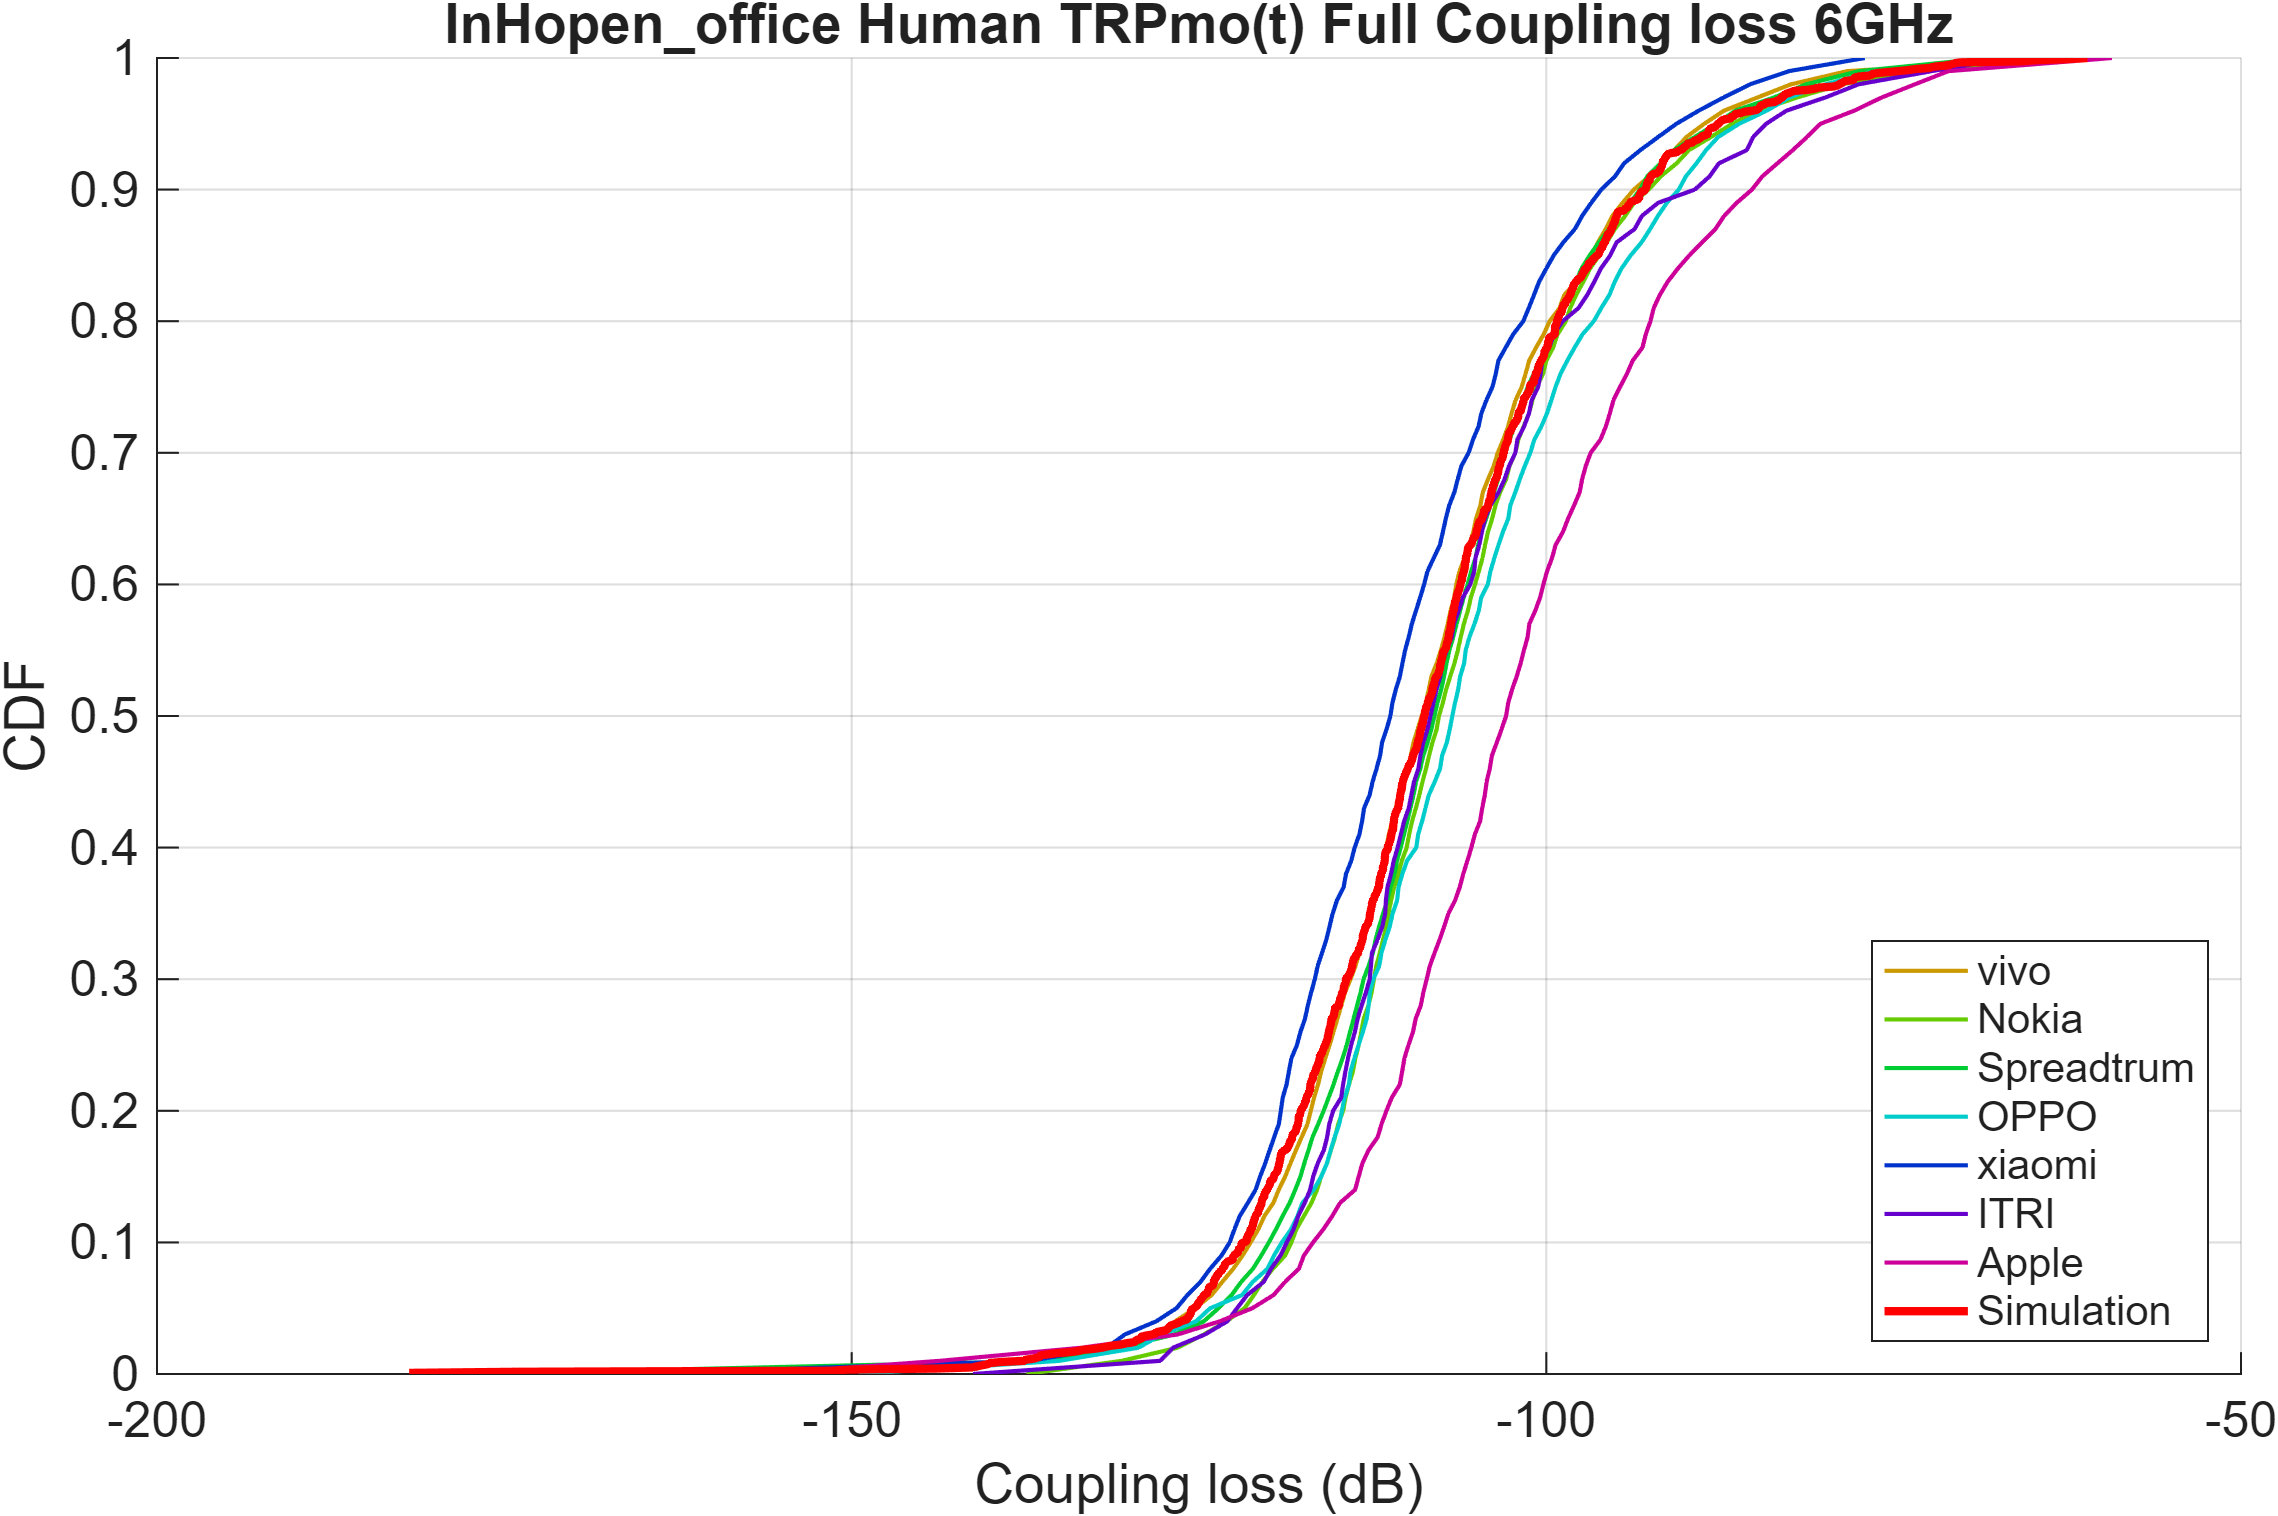 InHopen_office Human TRPmo(t) Full Coupling loss 6GHz
1
0.9
0.8
0.7
0.6
0.5
0.4
0.3
0.2
0.1
0
CDF
-200
-150
-100
-50
Coupling loss (dB)
vivo
Nokia
Spreadtrum
OPPO
xiaomi
ITRI
Apple
Simulation